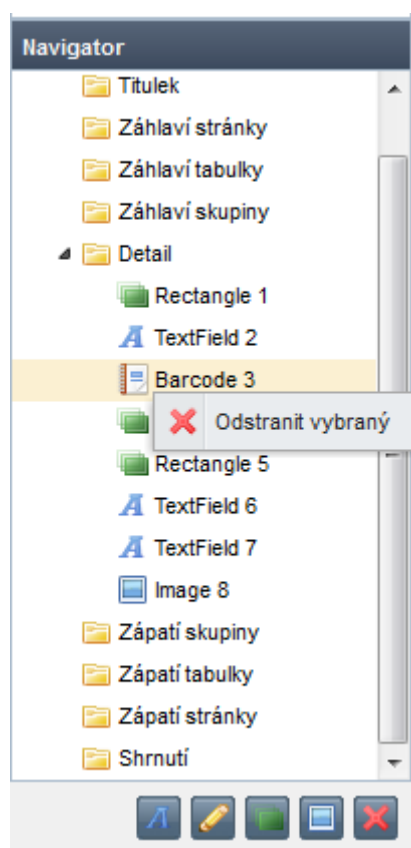 Navigator
Titulek
Záhlaví stránky
Záhlaví tabulky
Záhlaví skupiny
Detail
Rectangle 1
TextField 2
Barcode 3
Odstranit vybraný
Rectangle 5
TextField 6
TextField 7
Image 8
Zápatí skupiny
Zápatí tabulky
Zápatí stránky
Shrnutí